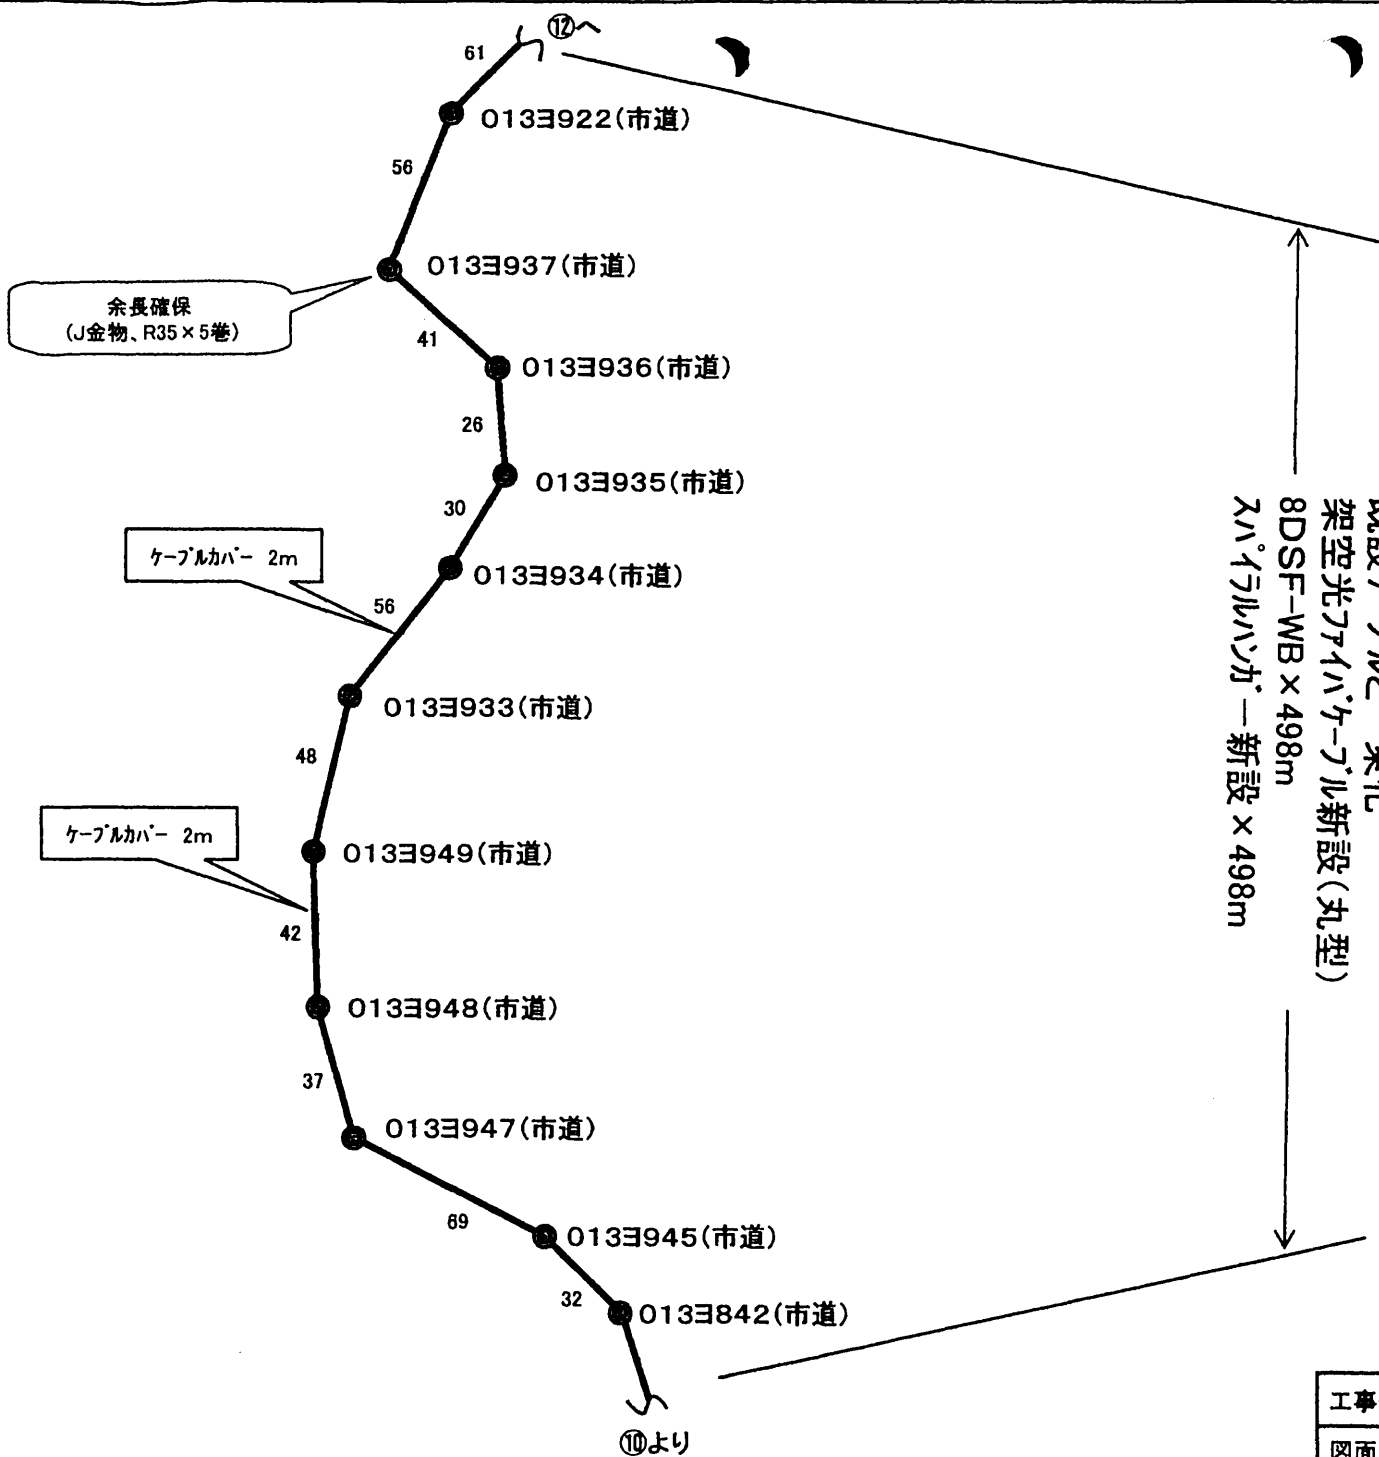 ⑫へ
61
013ヨ922(市道)
56
013ヨ937(市道)
余長確保
(J金物、R35×5巻)
41
013ヨ936(市道)
26
013ヨ935(市道)
30
013ヨ934(市道)
ケーブルカバー 2m
56
013ヨ933(市道)
48
ケーブルカバー 2m
013ヨ949(市道)
42
013ヨ948(市道)
37
013ヨ947(市道)
69
013ヨ945(市道)
32
013ヨ842(市道)
⑩より
架空光ファイバケーブル新設(丸型)
8DSF-WB×498m
スパイラルハンガー新設×498m
工事
図面